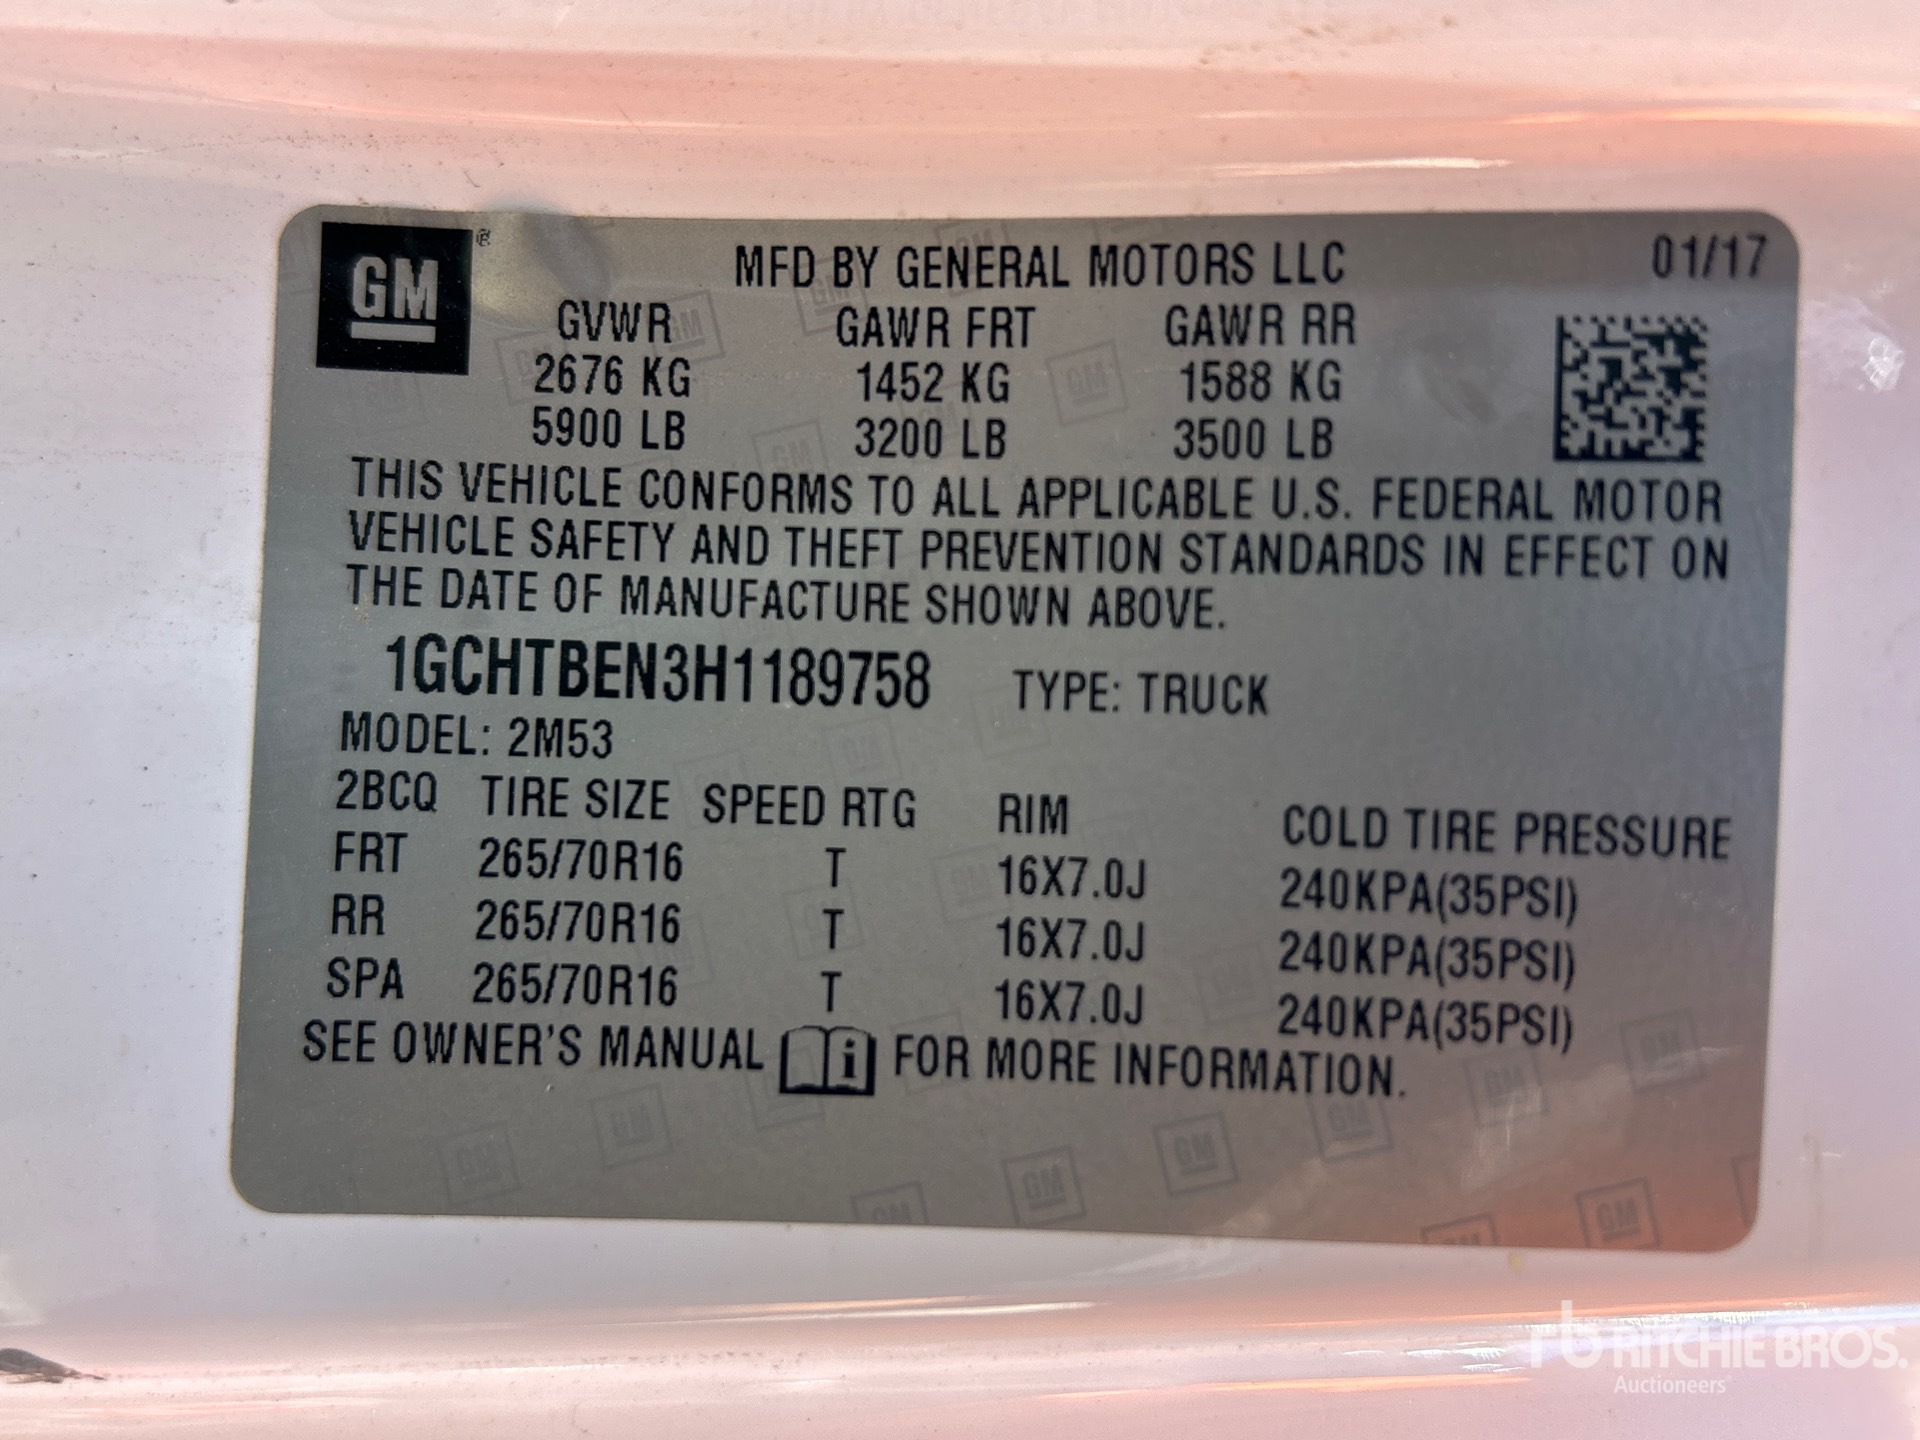 GM ® MFD BY GENERAL MOTORS LLC 01/17
GVWR GAWR FRT GAWR RR
2676 KG 1452 KG 1588 KG
5900 LB 3200 LB 3500 LB
THIS VEHICLE CONFORMS TO ALL APPLICABLE U.S. FEDERAL MOTOR
VEHICLE SAFETY AND THEFT PREVENTION STANDARDS IN EFFECT ON
THE DATE OF MANUFACTURE SHOWN ABOVE.
1GCHTBEN3H1189758 TYPE: TRUCK
MODEL: 2M53
2BCQ TIRE SIZE SPEED RTG RIM COLD TIRE PRESSURE
FRT 265/70R16 T 16X7.0J 240KPA(35PSI)
RR 265/70R16 T 16X7.0J 240KPA(35PSI)
SPA 265/70R16 T 16X7.0J 240KPA(35PSI)
SEE OWNER'S MANUAL i FOR MORE INFORMATION.
rb RITCHIE BROS.
Auctioneers